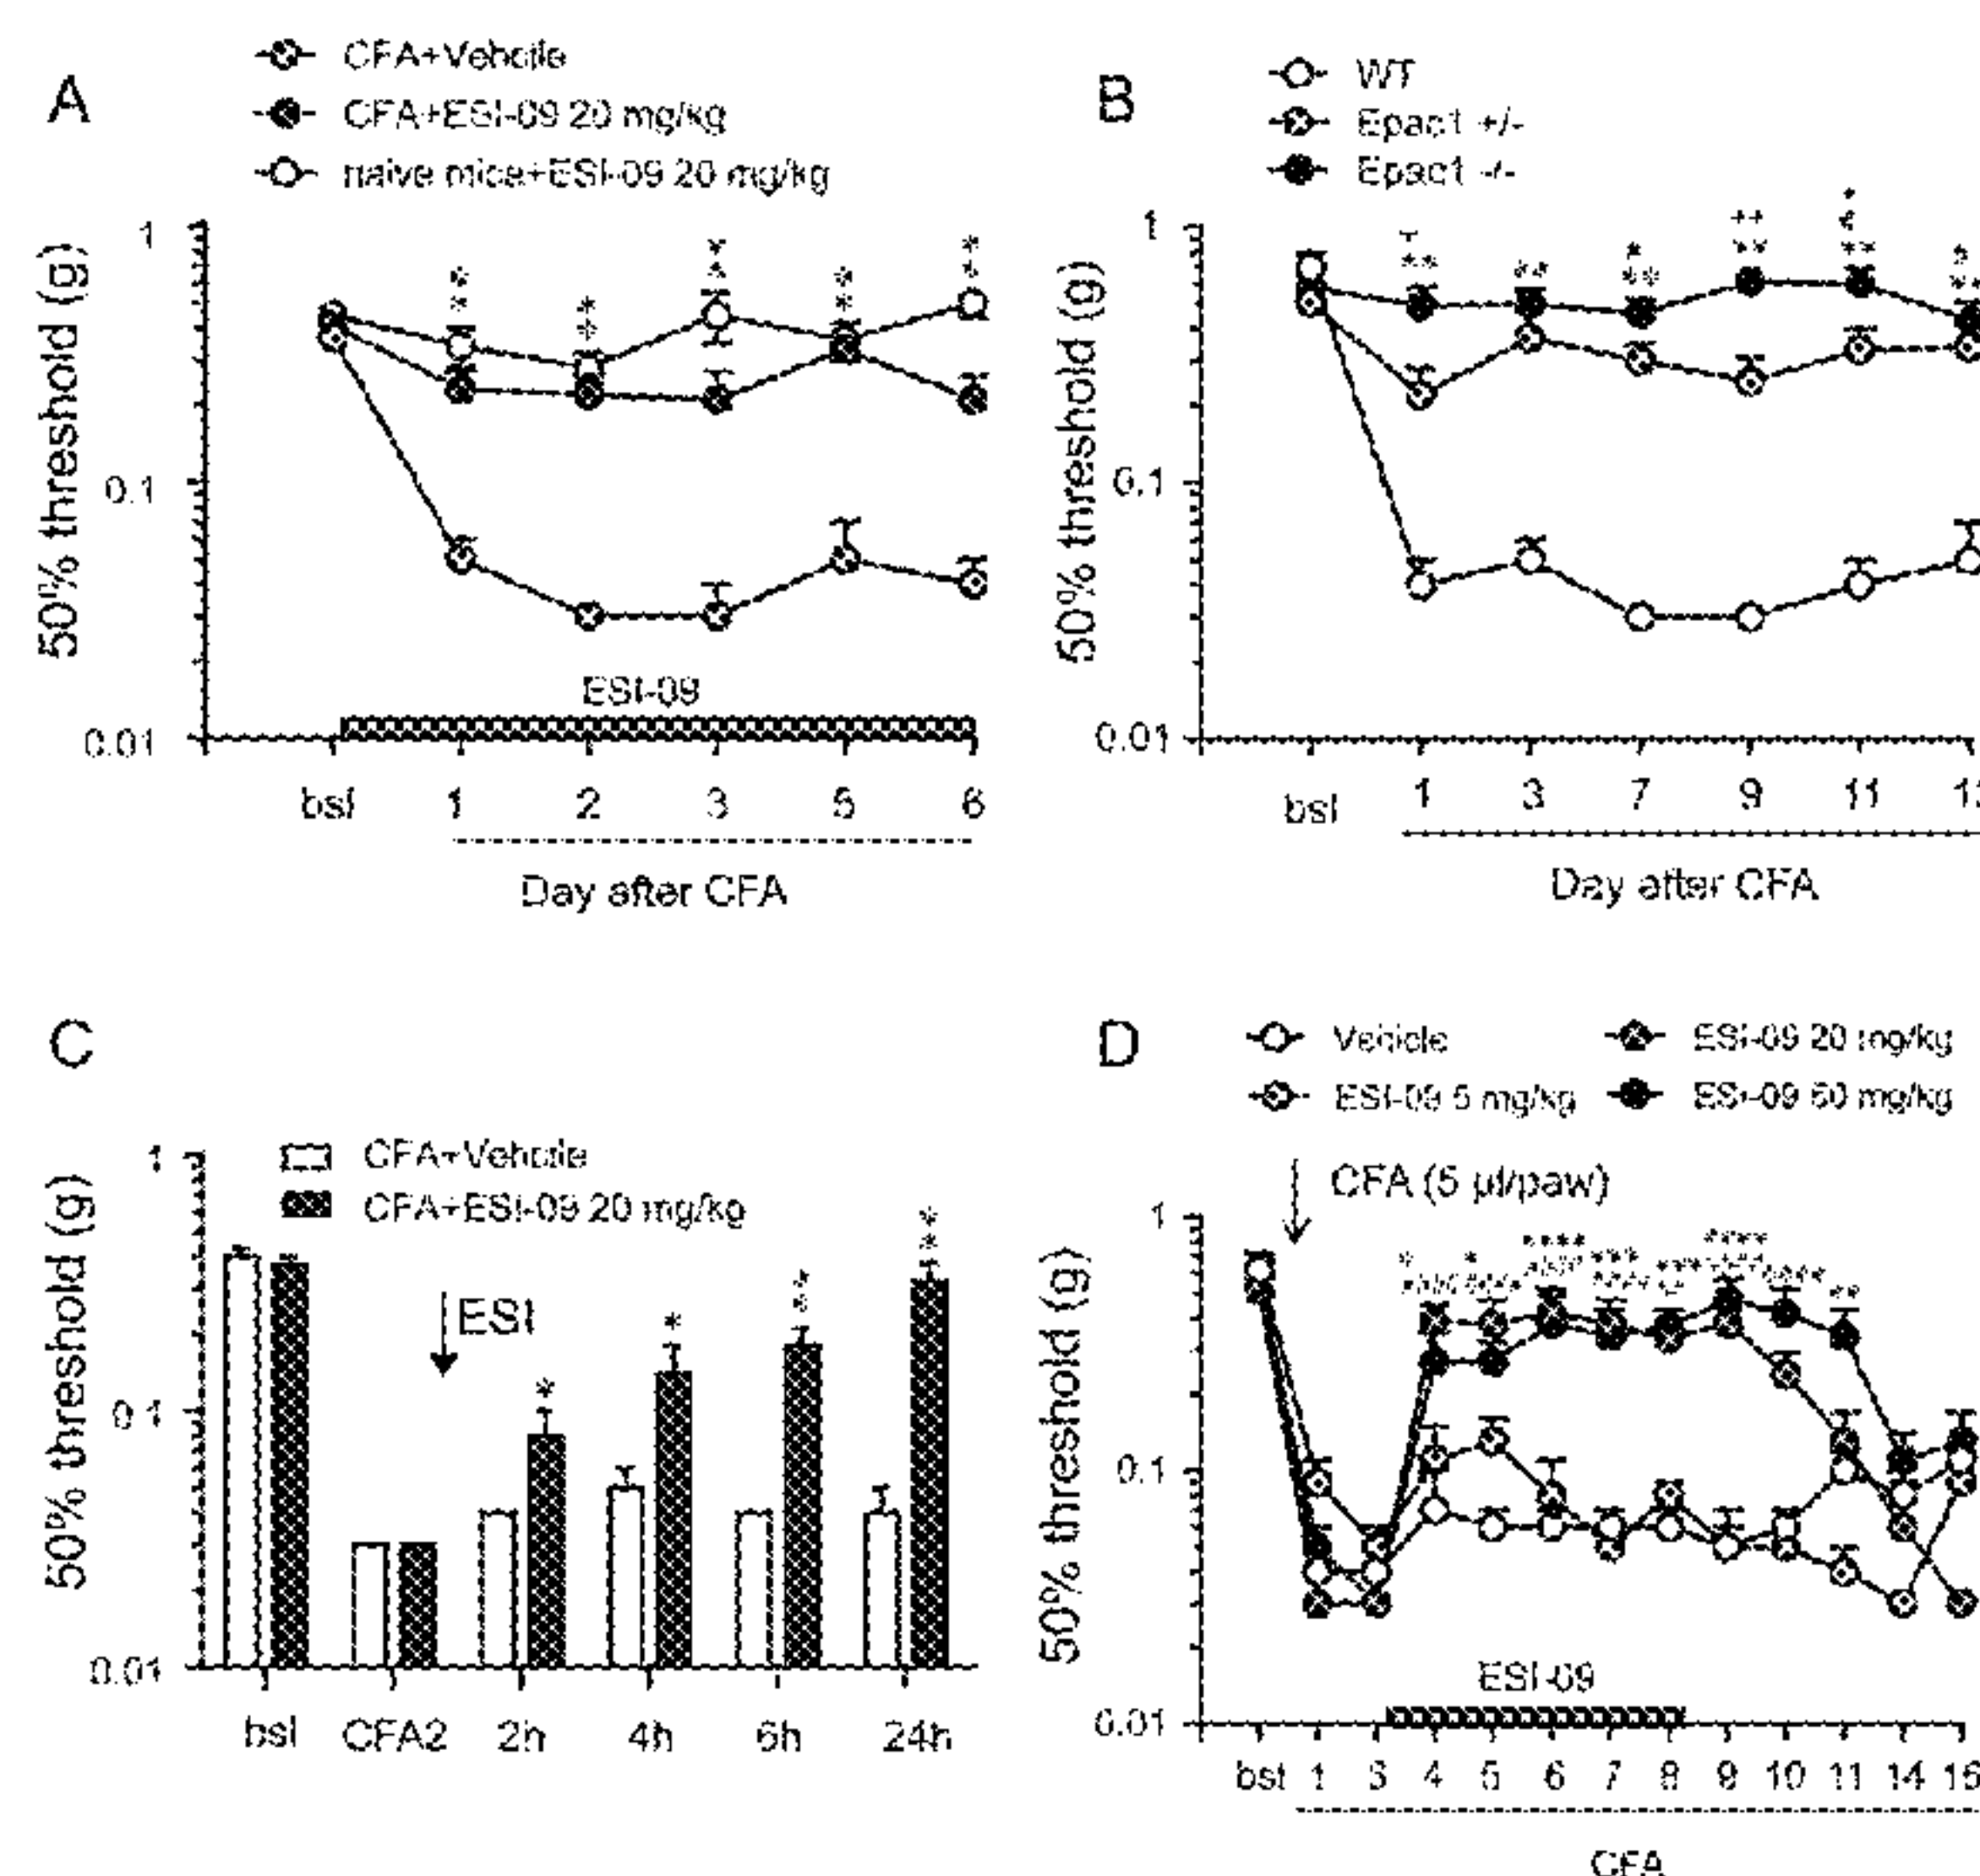 A
CFA+Vehcile
CFA+ESI-09 20 mg/kg
naive mice+ESI-09 20 mg/kg
50% threshold (g)
1
0.1
0.01
** ** ** ** **
ESI-09
bsl 1 2 3 5 6
Day after CFA
B
WT
Epac1 +/-
Epac1 -/-
50% threshold (g)
1
0.1
0.01
bsl 1 3 7 9 11
Day after CFA
C
CFA+Vehcile
CFA+ESI-09 20 mg/kg
50% threshold (g)
1
0.1
0.01
ESI
* * ** **
bsl CFA2 2h 4h 6h 24h
D
Vehicle
ESI-09 5 mg/kg
ESI-09 20 mg/kg
ESI-09 50 mg/kg
CFA (5 µl/paw)
50% threshold (g)
1
0.1
0.01
ESI-09
bsl 1 3 4 5 6 7 8 9 10 11 14
CFA